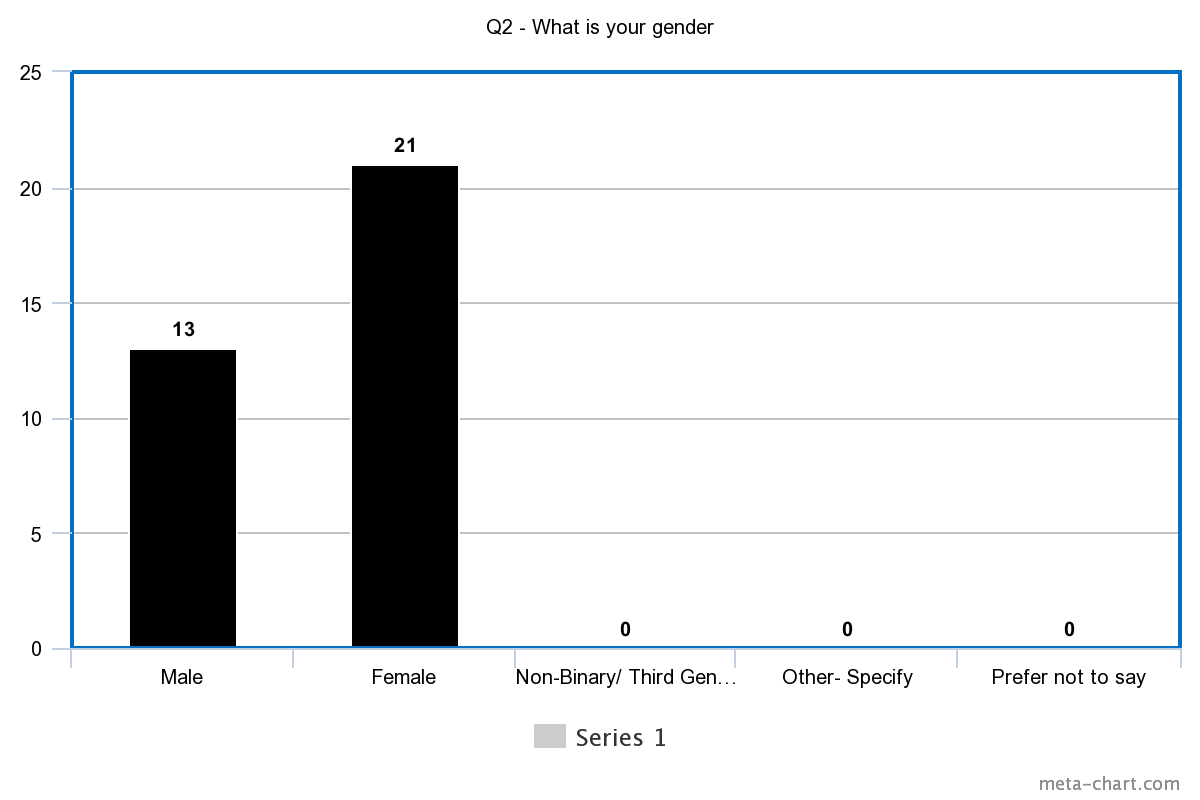 Q2 - What is your gender
25
20
15
10
5
0
13
21
0
0
0
Male
Female
Non-Binary/ Third Gen…
Other- Specify
Prefer not to say
Series 1
meta-chart.com